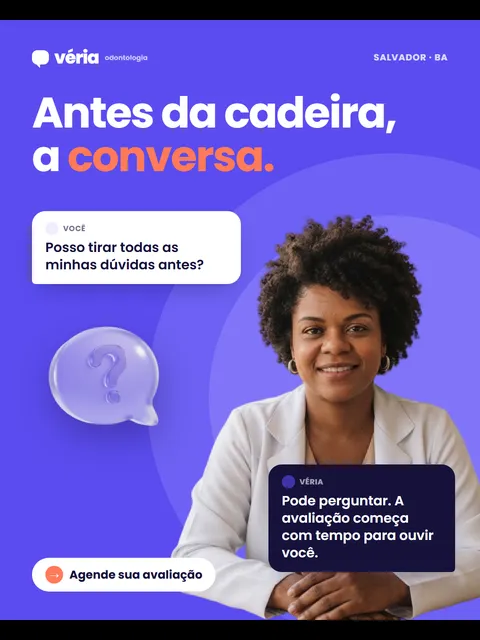 véria odontologia
SALVADOR · BA
Antes da cadeira,
a conversa.
VOCÊ
Posso tirar todas as
minhas dúvidas antes?
?
VÉRIA
Pode perguntar. A
avaliação começa
com tempo para ouvir
você.
→ Agende sua avaliação